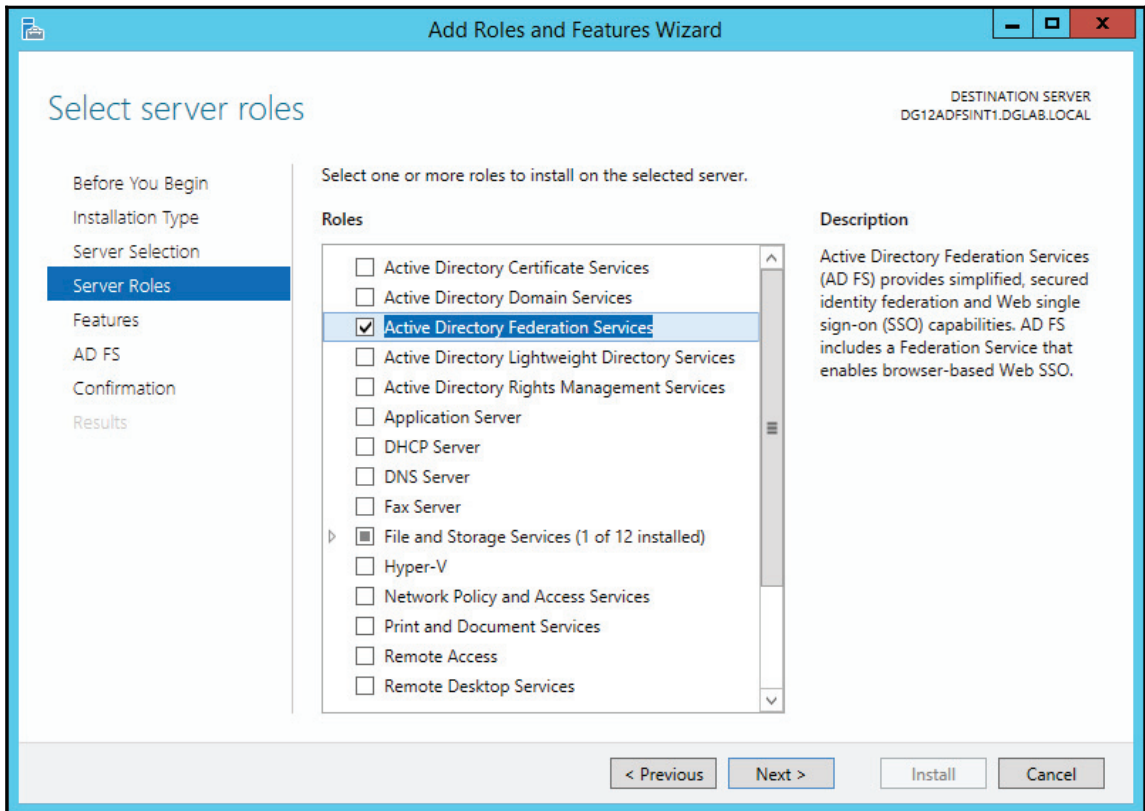 Add Roles and Features Wizard
Select server roles
DESTINATION SERVER
DG12ADFSINT1.DGLAB.LOCAL
Before You Begin
Installation Type
Server Selection
Server Roles
Features
AD FS
Confirmation
Results
Select one or more roles to install on the selected server.
Roles
Active Directory Certificate Services
Active Directory Domain Services
Active Directory Federation Services
Active Directory Lightweight Directory Services
Active Directory Rights Management Services
Application Server
DHCP Server
DNS Server
Fax Server
File and Storage Services (1 of 12 installed)
Hyper-V
Network Policy and Access Services
Print and Document Services
Remote Access
Remote Desktop Services
Description
Active Directory Federation Services
(AD FS) provides simplified, secured
identity federation and Web single
sign-on (SSO) capabilities. AD FS
includes a Federation Service that
enables browser-based Web SSO.
< Previous
Next >
Install
Cancel